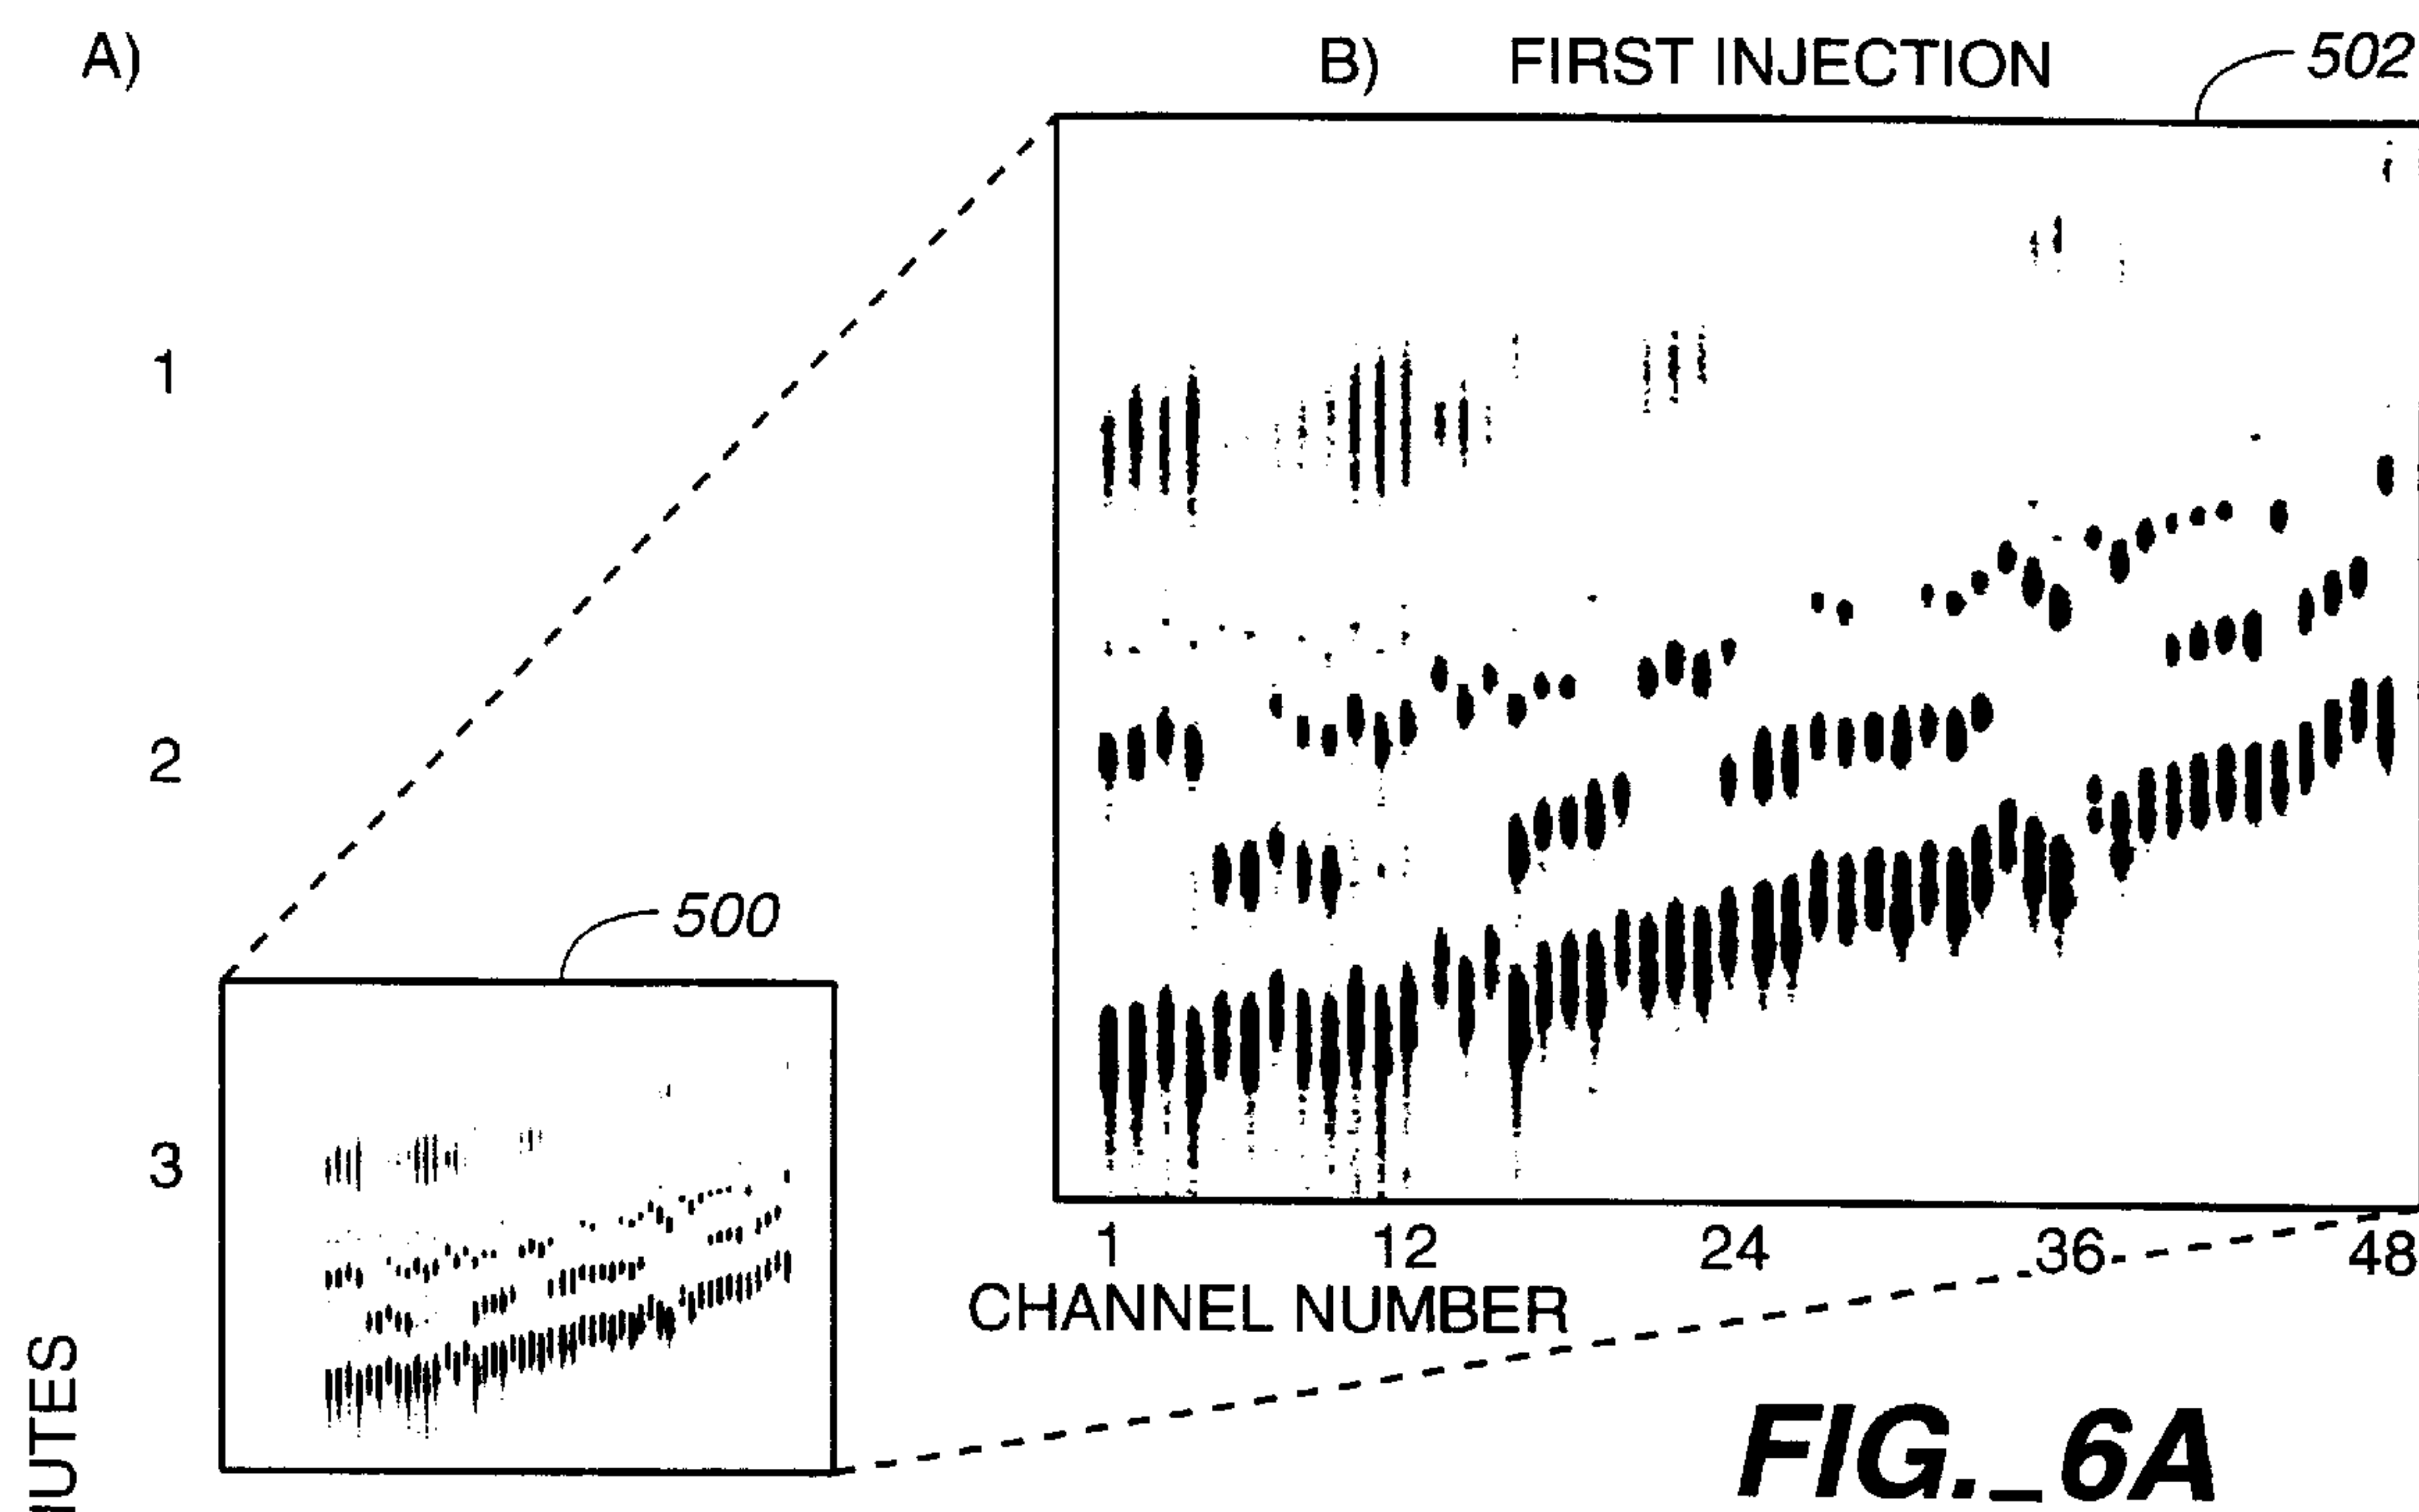 A)
B) FIRST INJECTION
502
1
2
500
3
1 12 24 36 48
CHANNEL NUMBER
FIG._6A